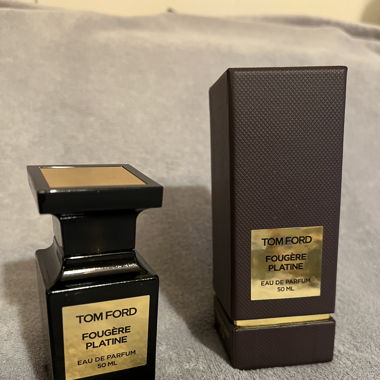 TOM FORD
FOUGÈRE
PLATINE
EAU DE PARFUM
50 ML
TOM FORD
FOUGÈRE
PLATINE
EAU DE PARFUM
50 ML